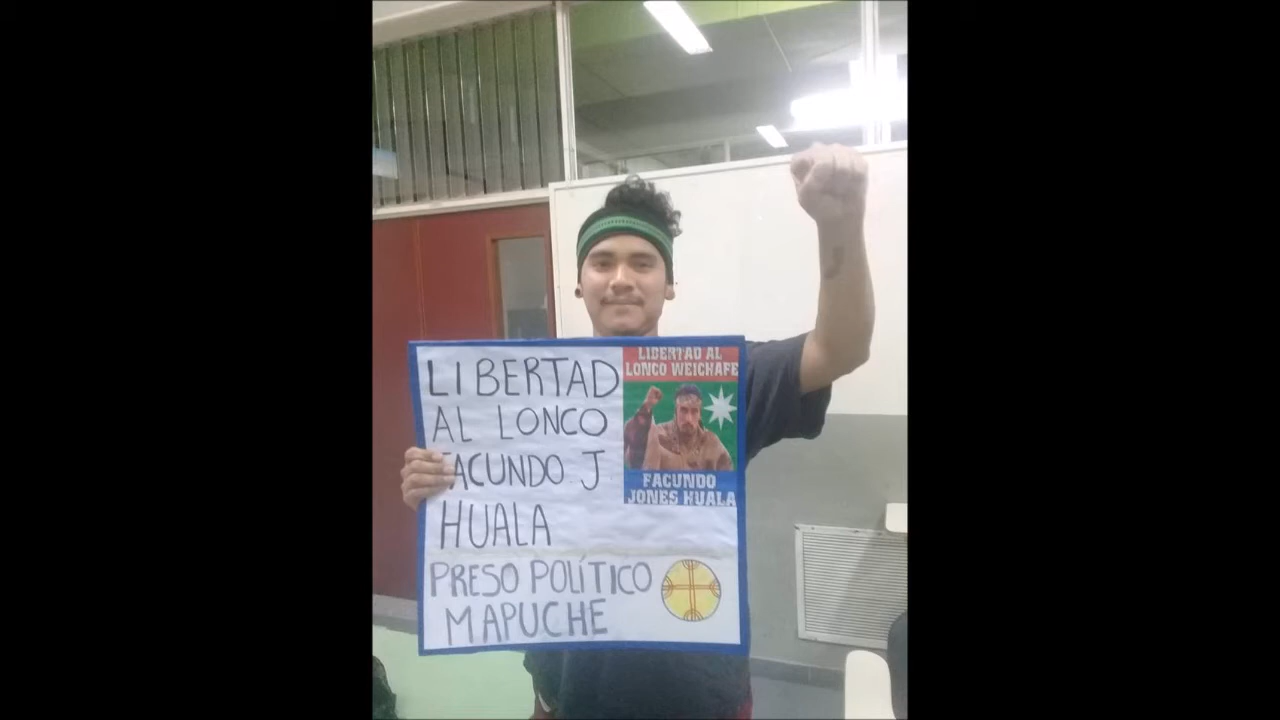 LIBERTAD
AL LONCO
FACUNDO J
HUALA
PRESO POLÍTICO
MAPUCHE
LIBERTAD AL
LONCO WEICHAFE
FACUNDO
JONES HUALA